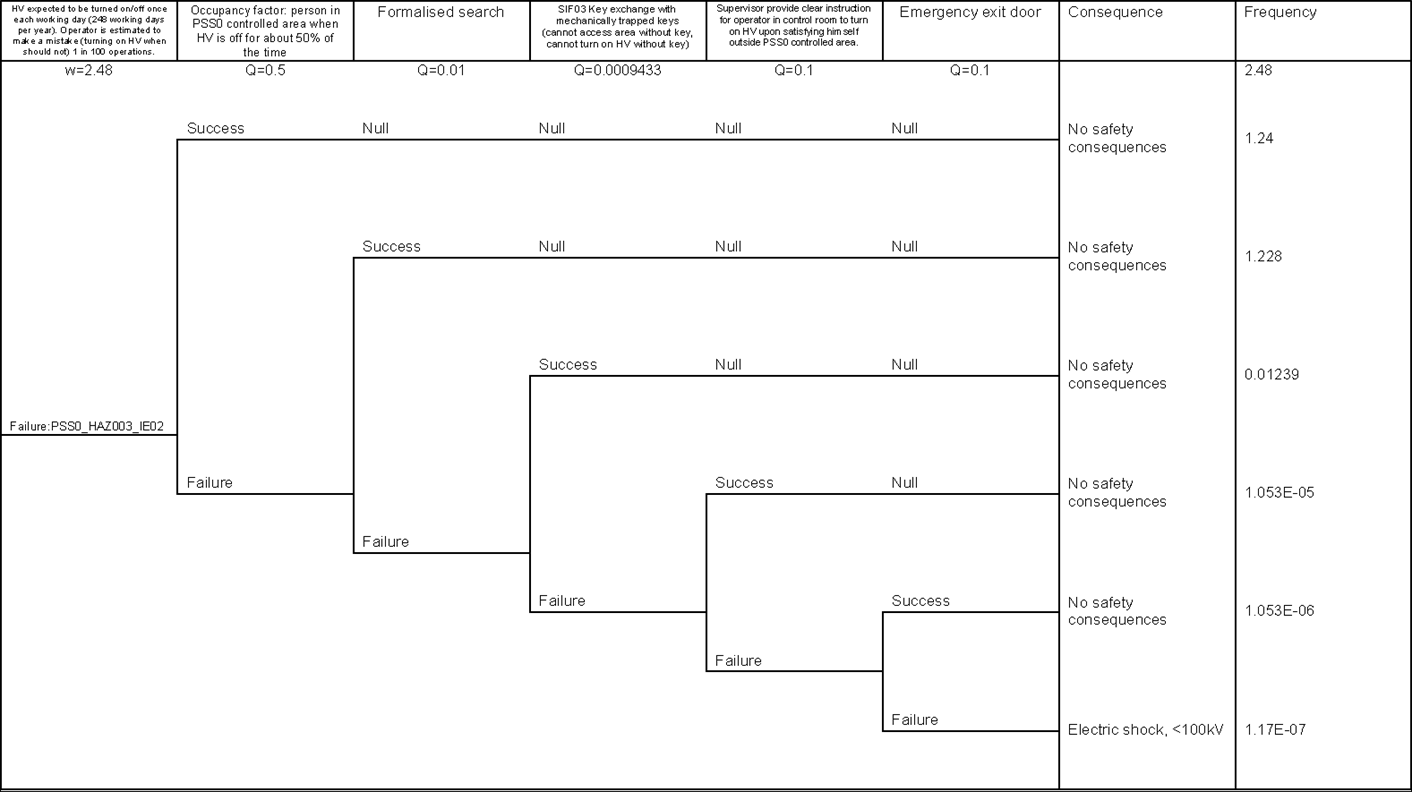 HV expected to be turned on/off once
each working day (248 working days
per year). Operator is estimated to
make a mistake (turning on HV when
should not) 1 in 100 operations.
Occupancy factor: person in
PSS0 controlled area when
HV is off for about 50% of
the time
Formalised search
SIF03 Key exchange with
mechanically trapped keys
(cannot access area without key,
cannot turn on HV without key)
Supervisor provide clear instruction
for operator in control room to turn
on HV upon satisfying himself
outside PSS0 controlled area.
Emergency exit door
Consequence
Frequency
w=2.48
Q=0.5
Q=0.01
Q=0.0009433
Q=0.1
Q=0.1
2.48
Success
Null
Null
Null
Null
No safety
consequences
1.24
Success
Null
Null
Null
No safety
consequences
1.228
Success
Null
Null
No safety
consequences
0.01239
Failure:PSS0_HAZ003_IE02
Failure
Success
Null
No safety
consequences
1.053E-05
Failure
Failure
Success
No safety
consequences
1.053E-06
Failure
Failure
Electric shock, <100kV
1.17E-07